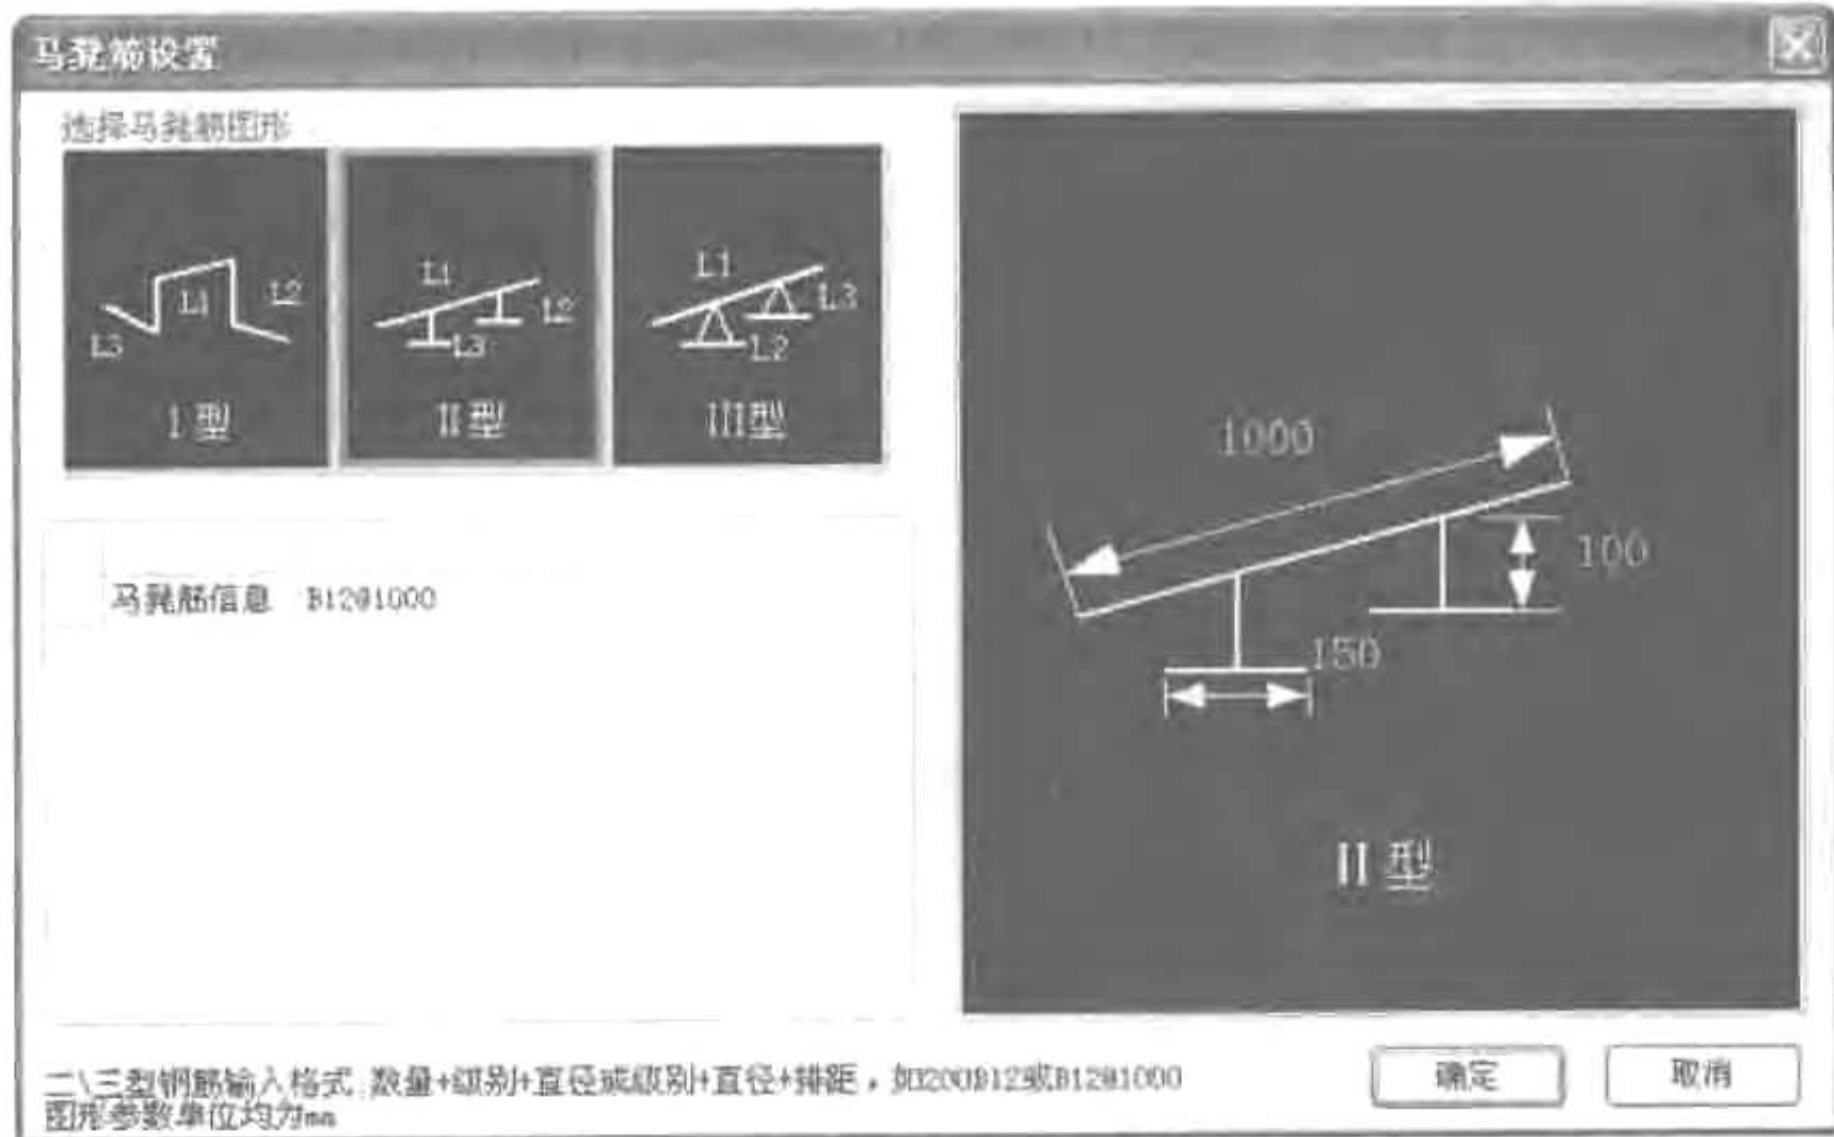 马凳筋设置
选择马凳筋图形
L1
L2
L3
I型
L1
L2
L3
II型
L1
L3
L2
III型
马凳筋信息 B12@1000
1000
100
150
II型
二\三型钢筋输入格式:数量+级别+直径或级别+直径+排距，如200B12或B12@1000
图形参数单位均为mm
确定
取消